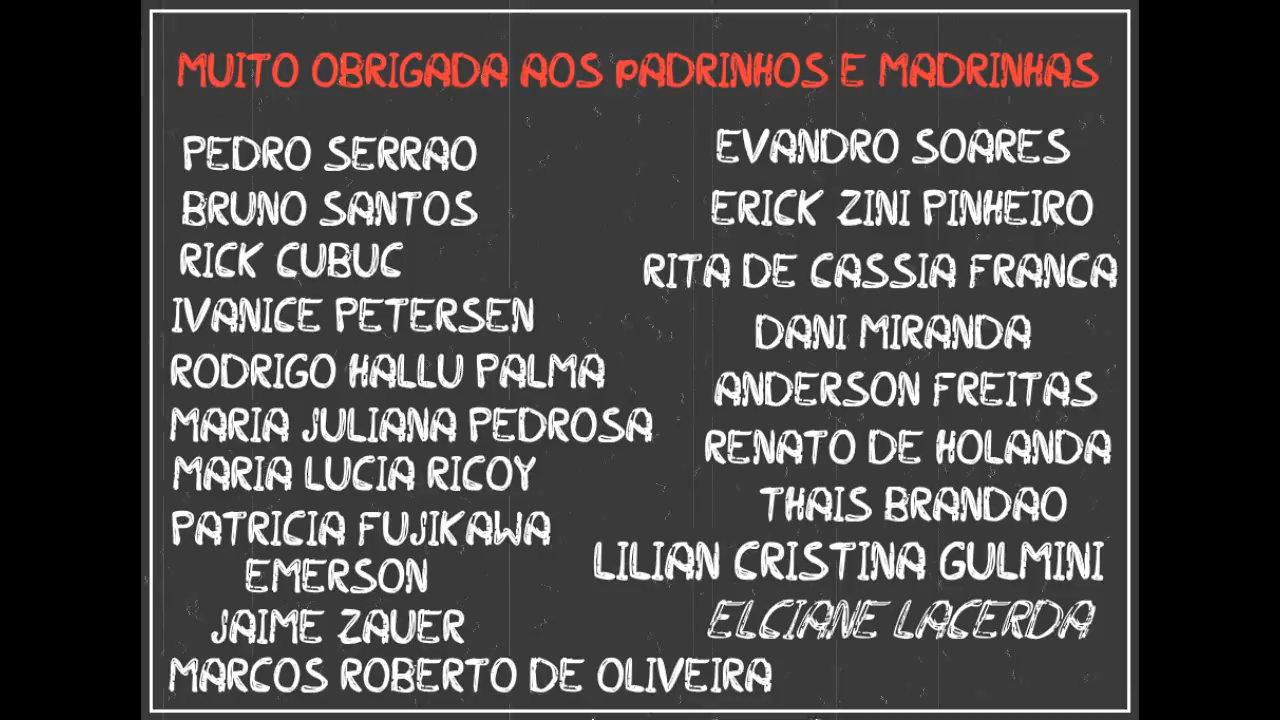 MUITO OBRIGADA AOS PADRINHOS E MADRINHAS
PEDRO SERRAO
BRUNO SANTOS
RICK CUBUC
IVANICE PETERSEN
RODRIGO HALLU PALMA
MARIA JULIANA PEDROSA
MARIA LUCIA RICOY
PATRICIA FUJIKAWA
EMERSON
JAIME ZAUER
MARCOS ROBERTO DE OLIVEIRA
EVANDRO SOARES
ERICK ZINI PINHEIRO
RITA DE CASSIA FRANCA
DANI MIRANDA
ANDERSON FREITAS
RENATO DE HOLANDA
THAIS BRANDAO
LILIAN CRISTINA GULMINI
ELCIANE LACERDA